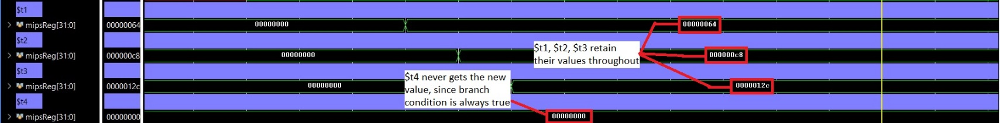 $t1
mipsReg[31:0] 00000064 00000000 00000064
$t2
mipsReg[31:0] 000000c8 00000000 000000c8
$t1, $t2, $t3 retain
their values throughout
$t3
mipsReg[31:0] 0000012c 00000000 0000012c
$t4 never gets the new
value, since branch
condition is always true
$t4
mipsReg[31:0] 00000000 00000000